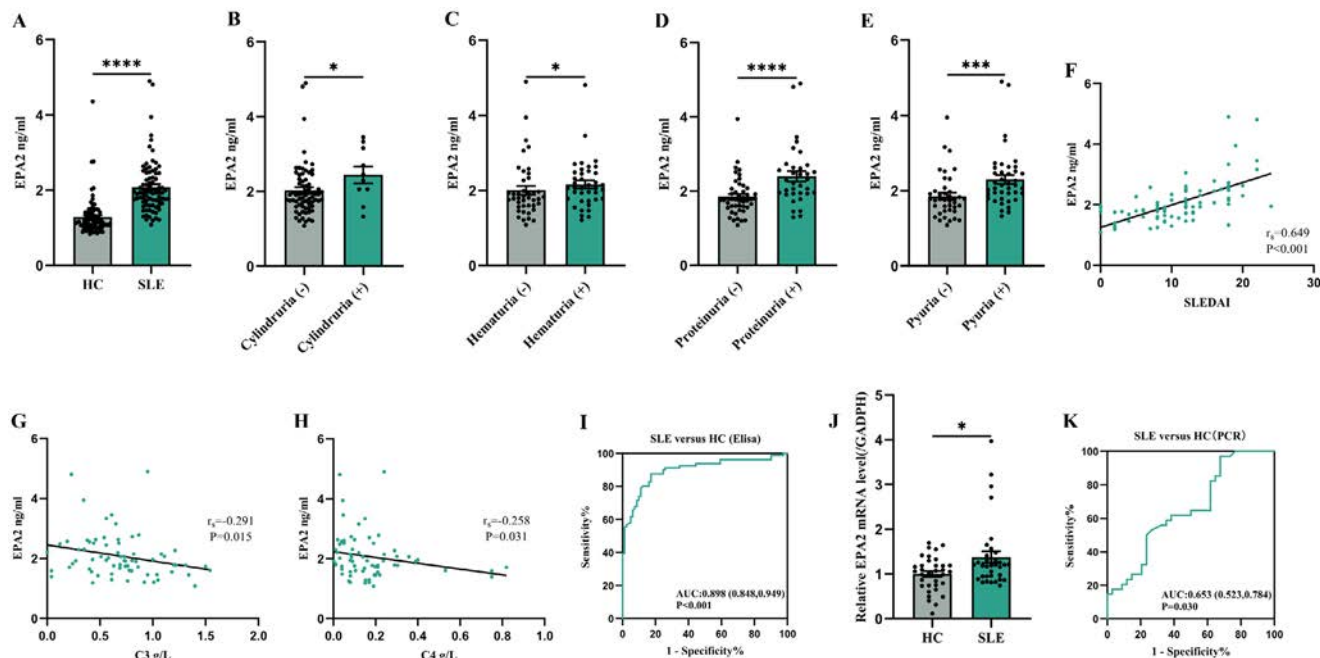 A
EPA2 ng/ml
6
4
2
0
****
HC
SLE
B
EPA2 ng/ml
6
4
2
0
*
Cylindruria (-)
Cylindruria (+)
C
EPA2 ng/ml
6
4
2
0
*
Hematuria (-)
Hematuria (+)
D
EPA2 ng/ml
6
4
2
0
****
Proteinuria (-)
Proteinuria (+)
E
EPA2 ng/ml
6
4
2
0
***
Pyuria (-)
Pyuria (+)
F
EPA2 ng/ml
6
4
2
0
rs=0.649
P<0.001
0 10 20 30
SLEDAI
G
EPA2 ng/ml
6
4
2
0
rs=-0.291
P=0.015
0.0 0.5 1.0 1.5 2.0
C3 g/L
H
EPA2 ng/ml
6
4
2
0
rs=-0.258
P=0.031
0.0 0.2 0.4 0.6 0.8 1.0
C4 g/L
I
SLE versus HC (Elisa)
Sensitivity%
100
80
60
40
20
0
AUC:0.898 (0.848,0.949)
P<0.001
0 20 40 60 80 100
1 - Specificity%
J
Relative EPA2 mRNA level(/GADPH)
5
4
3
2
1
0
*
HC
SLE
K
SLE versus HC(PCR)
Sensitivity%
100
80
60
40
20
0
AUC:0.653 (0.523,0.784)
P=0.030
0 20 40 60 80 100
1 - Specificity%